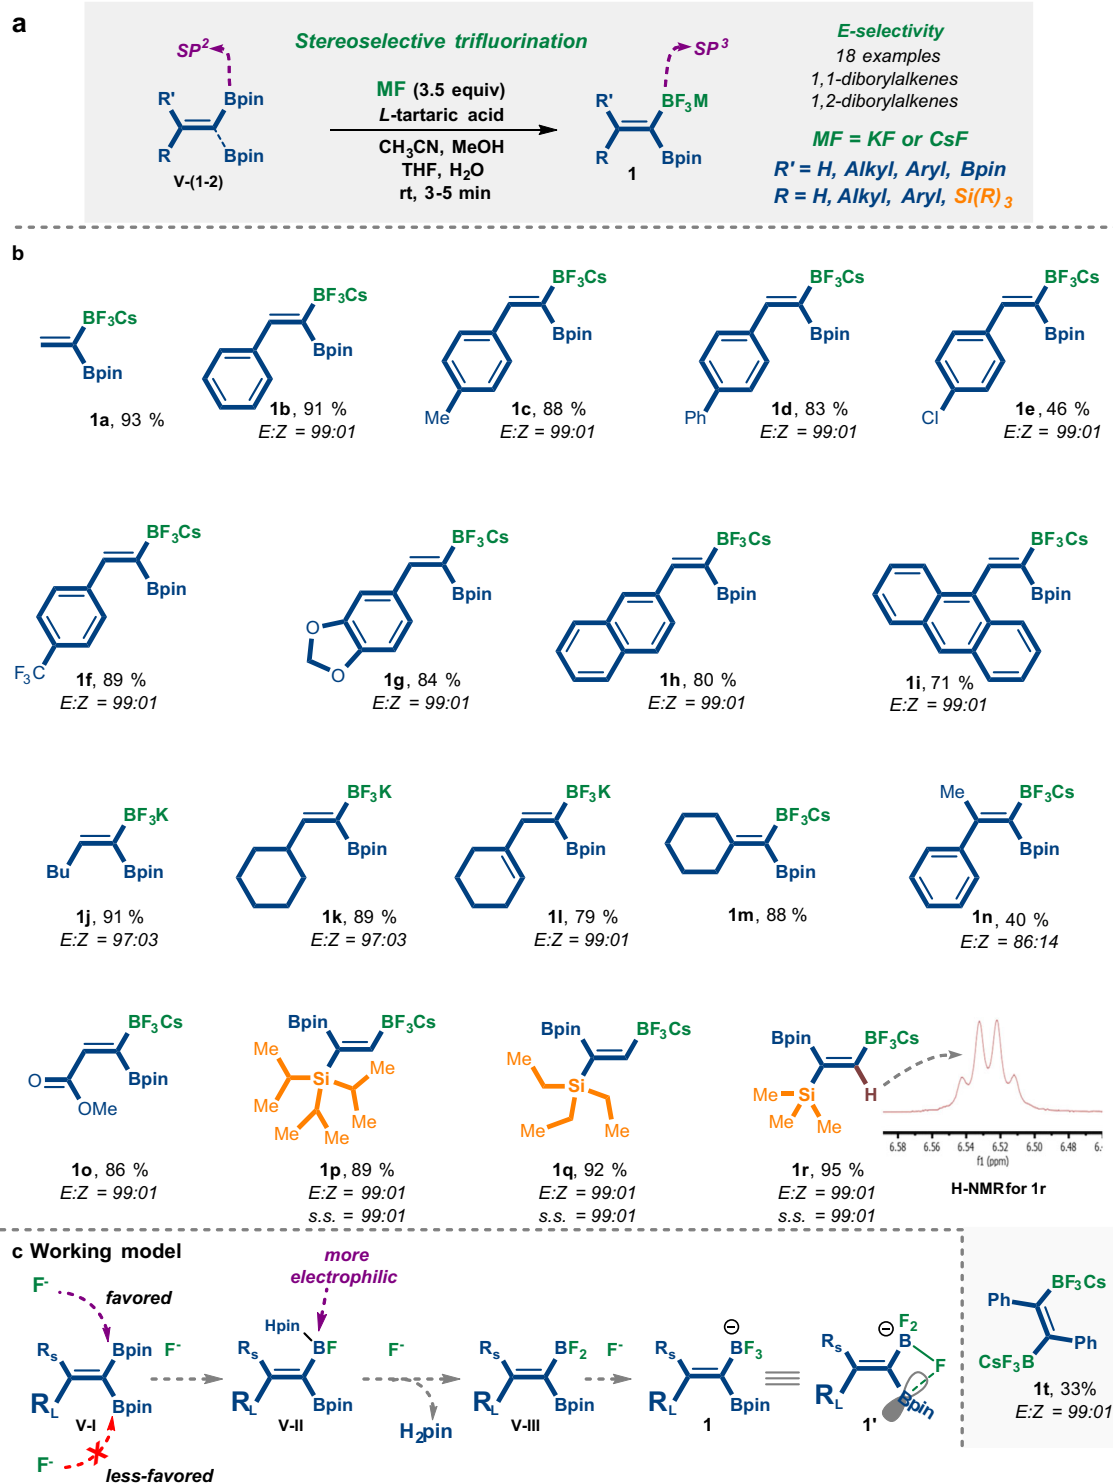 a
SP2
SP3
Stereoselective trifluorination
E-selectivity
18 examples
1,1-diborylalkenes
1,2-diborylalkenes
MF = KF or CsF
R' = H, Alkyl, Aryl, Bpin
R = H, Alkyl, Aryl, Si(R)3
R'
Bpin
R
Bpin
V-(1-2)
MF (3.5 equiv)
L-tartaric acid
CH3CN, MeOH
THF, H2O
rt, 3-5 min
R'
BF3M
R
Bpin
1
b
BF3Cs
Bpin
1a, 93 %
BF3Cs
Bpin
1b, 91 %
E:Z = 99:01
BF3Cs
Bpin
Me
1c, 88 %
E:Z = 99:01
BF3Cs
Bpin
Ph
1d, 83 %
E:Z = 99:01
BF3Cs
Bpin
Cl
1e, 46 %
E:Z = 99:01
BF3Cs
Bpin
F3C
1f, 89 %
E:Z = 99:01
BF3Cs
Bpin
O
O
1g, 84 %
E:Z = 99:01
BF3Cs
Bpin
1h, 80 %
E:Z = 99:01
BF3Cs
Bpin
1i, 71 %
E:Z = 99:01
BF3K
Bu
Bpin
1j, 91 %
E:Z = 97:03
BF3K
Bpin
1k, 89 %
E:Z = 97:03
BF3K
Bpin
1l, 79 %
E:Z = 99:01
BF3Cs
Bpin
1m, 88 %
Me
BF3Cs
Bpin
1n, 40 %
E:Z = 86:14
BF3Cs
Bpin
O
OMe
1o, 86 %
E:Z = 99:01
Bpin
BF3Cs
Me
Me
Si
Me
Me
Me
Me
1p, 89 %
E:Z = 99:01
s.s. = 99:01
Bpin
BF3Cs
Me
Si
Me
Me
1q, 92 %
E:Z = 99:01
s.s. = 99:01
Bpin
BF3Cs
H
Me
Si
Me
Me
1r, 95 %
E:Z = 99:01
s.s. = 99:01
6.58 6.56 6.54 6.52 6.50 6.48 6.
f1 (ppm)
H-NMR for 1r
c Working model
F-
favored
Rs
Bpin
RL
Bpin
V-I
F-
less-favored
F-
more
electrophilic
Hpin
BF
Rs
RL
Bpin
V-II
F-
H2pin
Rs
BF2
RL
Bpin
V-III
F-
⊖
Rs
BF3
RL
Bpin
1
⊖
F2
B
F
Rs
RL
Bpin
1'
BF3Cs
Ph
Ph
B
CsF3
1t, 33%
E:Z = 99:01